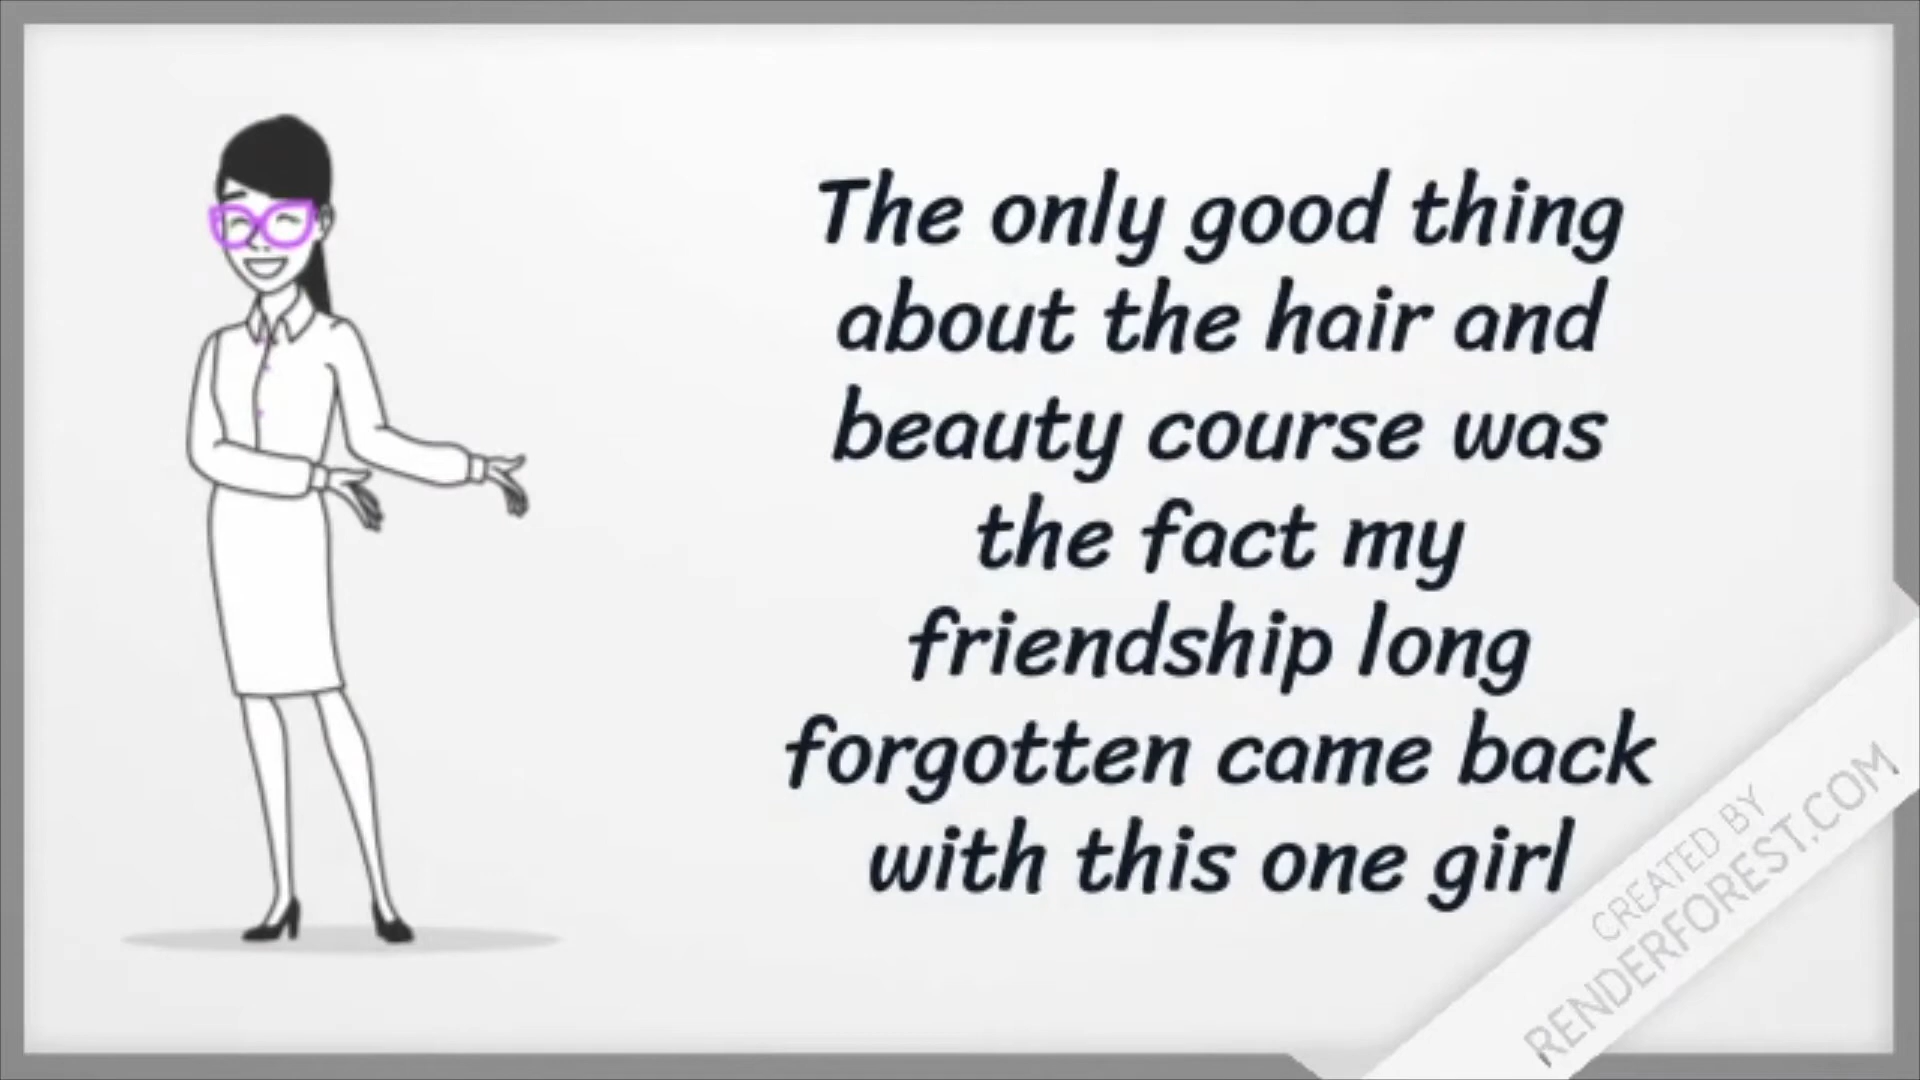 The only good thing
about the hair and
beauty course was
the fact my
friendship long
forgotten came back
with this one girl
CREATED BY
RENDERFOREST.COM